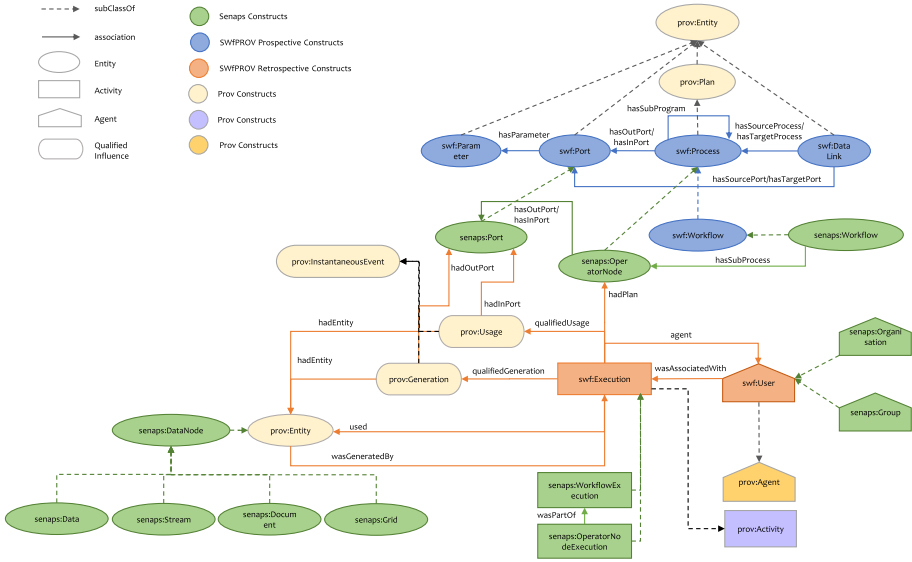 subClassOf
association
Entity
Activity
Agent
Qualified
Influence
Senaps Constructs
SWfPROV Prospective Constructs
SWfPROV Retrospective Constructs
Prov Constructs
Prov Constructs
Prov Constructs
prov:Entity
prov:Plan
hasSubProgram
hasParameter
hasOutPort/
hasInPort
hasSourceProcess/
hasTargetProcess
swf:Param
eter
swf:Port
swf:Process
swf:Data
Link
hasSourcePort/hasTargetPort
hasOutPort/
hasInPort
senaps:Port
swf:Workflow
senaps:Workflow
prov:InstantaneousEvent
hadOutPort
senaps:Oper
atorNode
hasSubProcess
hadInPort
hadPlan
hadEntity
prov:Usage
qualifiedUsage
agent
senaps:Organi
sation
hadEntity
prov:Generation
qualifiedGeneration
swf:Execution
wasAssociatedWith
swf:User
senaps:Group
senaps:DataNode
prov:Entity
used
wasGeneratedBy
prov:Agent
senaps:WorkflowEx
ecution
wasPartOf
senaps:Data
senaps:Stream
senaps:Docum
ent
senaps:Grid
senaps:OperatorNo
deExecution
prov:Activity